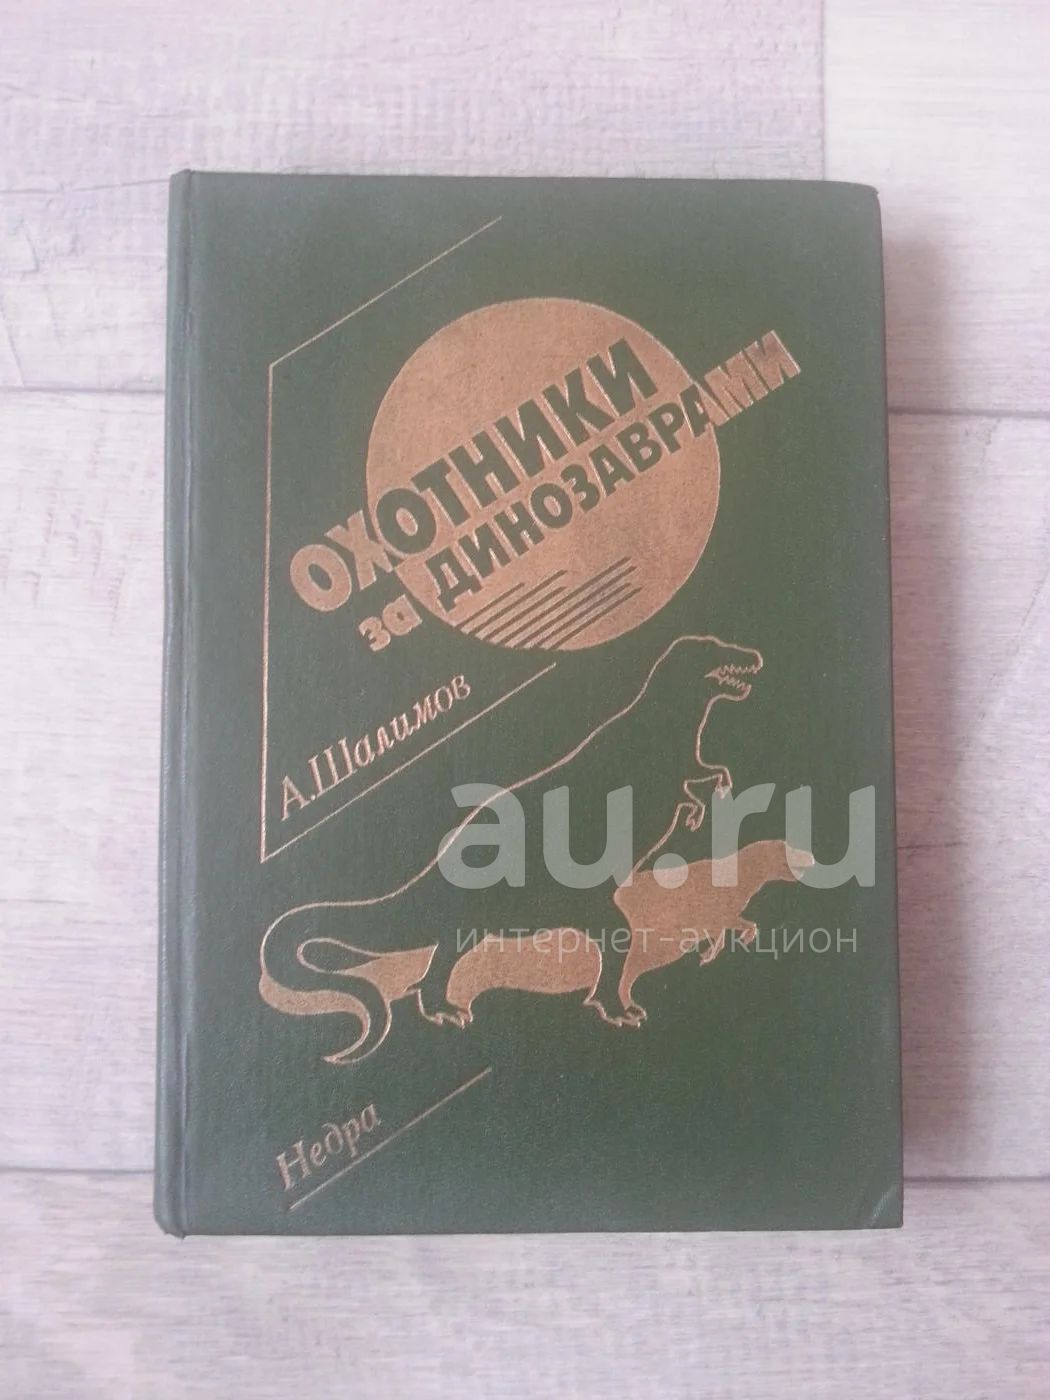 ОХОТНИКИ
за ДИНОЗАВРАМИ
А.Шалимов
au.ru
интернет-аукцион
Недра